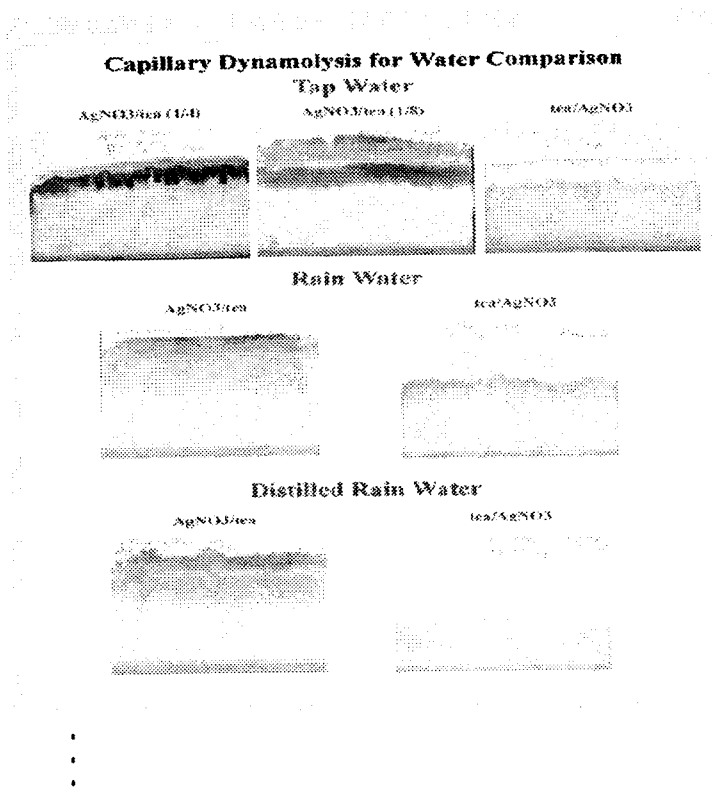 Capillary Dynamolysis for Water Comparison
Tap Water
AgNO3/tea (1/4) AgNO3/tea (1/8) tea/AgNO3
Rain Water
AgNO3/tea tea/AgNO3
Distilled Rain Water
AgNO3/tea tea/AgNO3